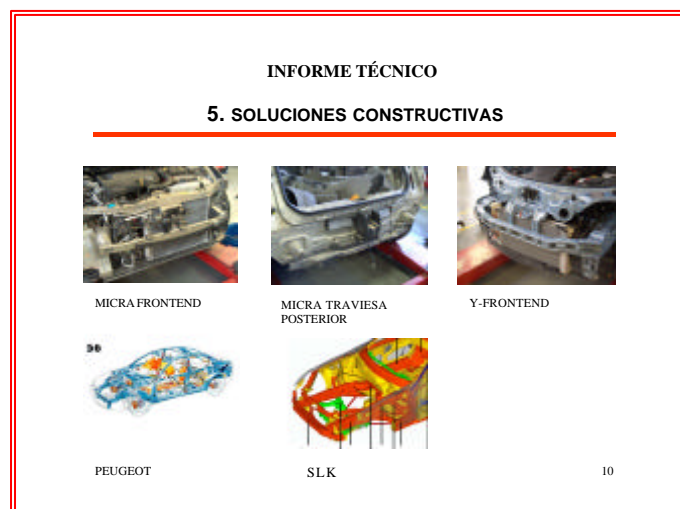 INFORME TÉCNICO
5. SOLUCIONES CONSTRUCTIVAS
MICRA FRONTEND
MICRA TRAVIESA
POSTERIOR
Y-FRONTEND
PEUGEOT
SLK
10